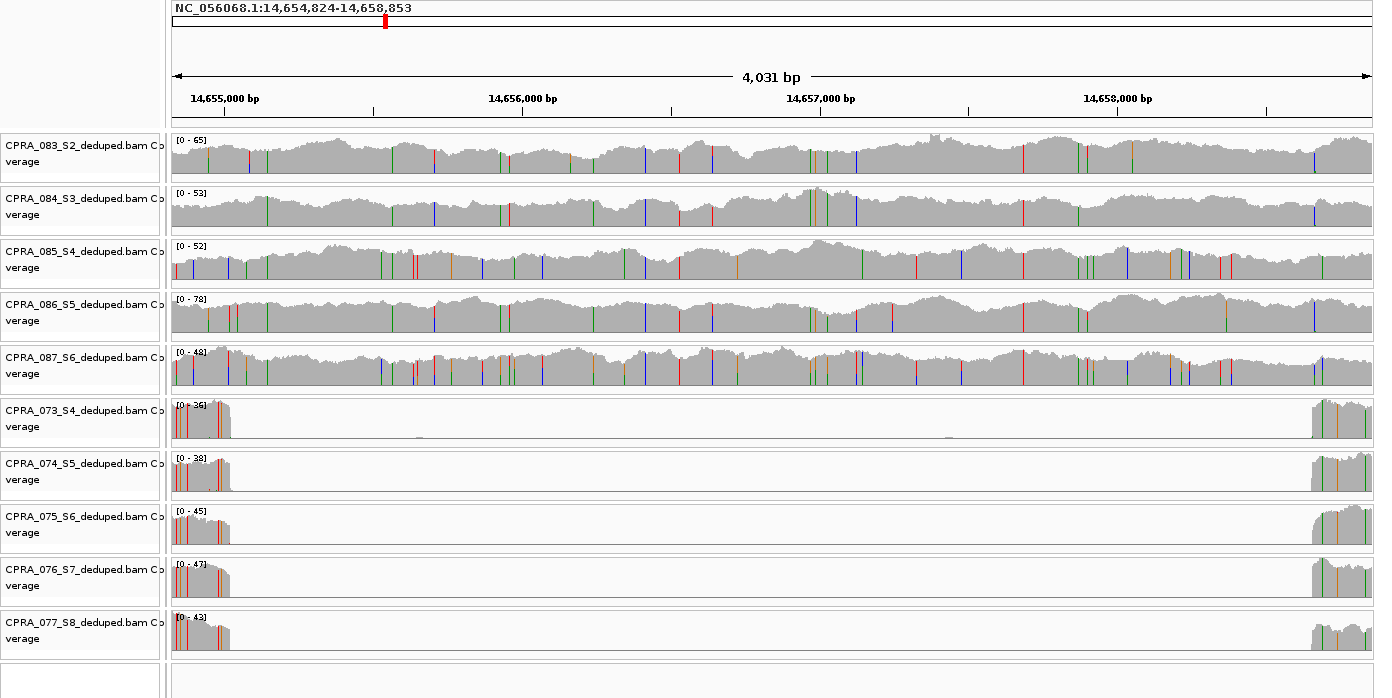 NC_056068.1:14,654,824-14,658,853
4,031 bp
14,655,000 bp 14,656,000 bp 14,657,000 bp 14,658,000 bp
CPRA_083_S2_deduped.bam Co
verage
[0 - 65]
CPRA_084_S3_deduped.bam Co
verage
[0 - 53]
CPRA_085_S4_deduped.bam Co
verage
[0 - 52]
CPRA_086_S5_deduped.bam Co
verage
[0 - 78]
CPRA_087_S6_deduped.bam Co
verage
[0 - 48]
CPRA_073_S4_deduped.bam Co
verage
[0 - 36]
CPRA_074_S5_deduped.bam Co
verage
[0 - 38]
CPRA_075_S6_deduped.bam Co
verage
[0 - 45]
CPRA_076_S7_deduped.bam Co
verage
[0 - 47]
CPRA_077_S8_deduped.bam Co
verage
[0 - 43]